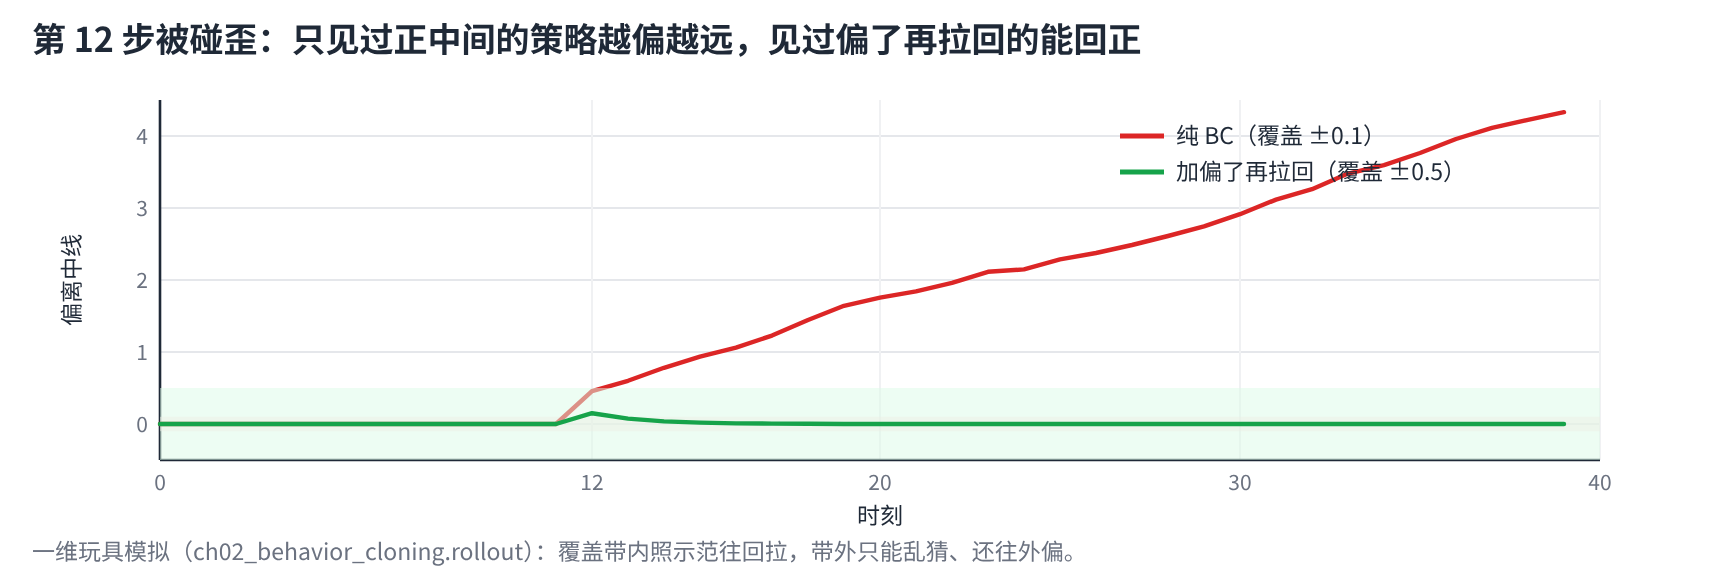 第 12 步被碰歪：只见过正中间的策略越偏越远，见过偏了再拉回的能回正
纯 BC（覆盖 ±0.1）
加偏了再拉回（覆盖 ±0.5）
4
3
2
1
0
偏离中线
0 12 20 30 40
时刻
一维玩具模拟（ch02_behavior_cloning.rollout）：覆盖带内照示范往回拉，带外只能乱猜、还往外偏。